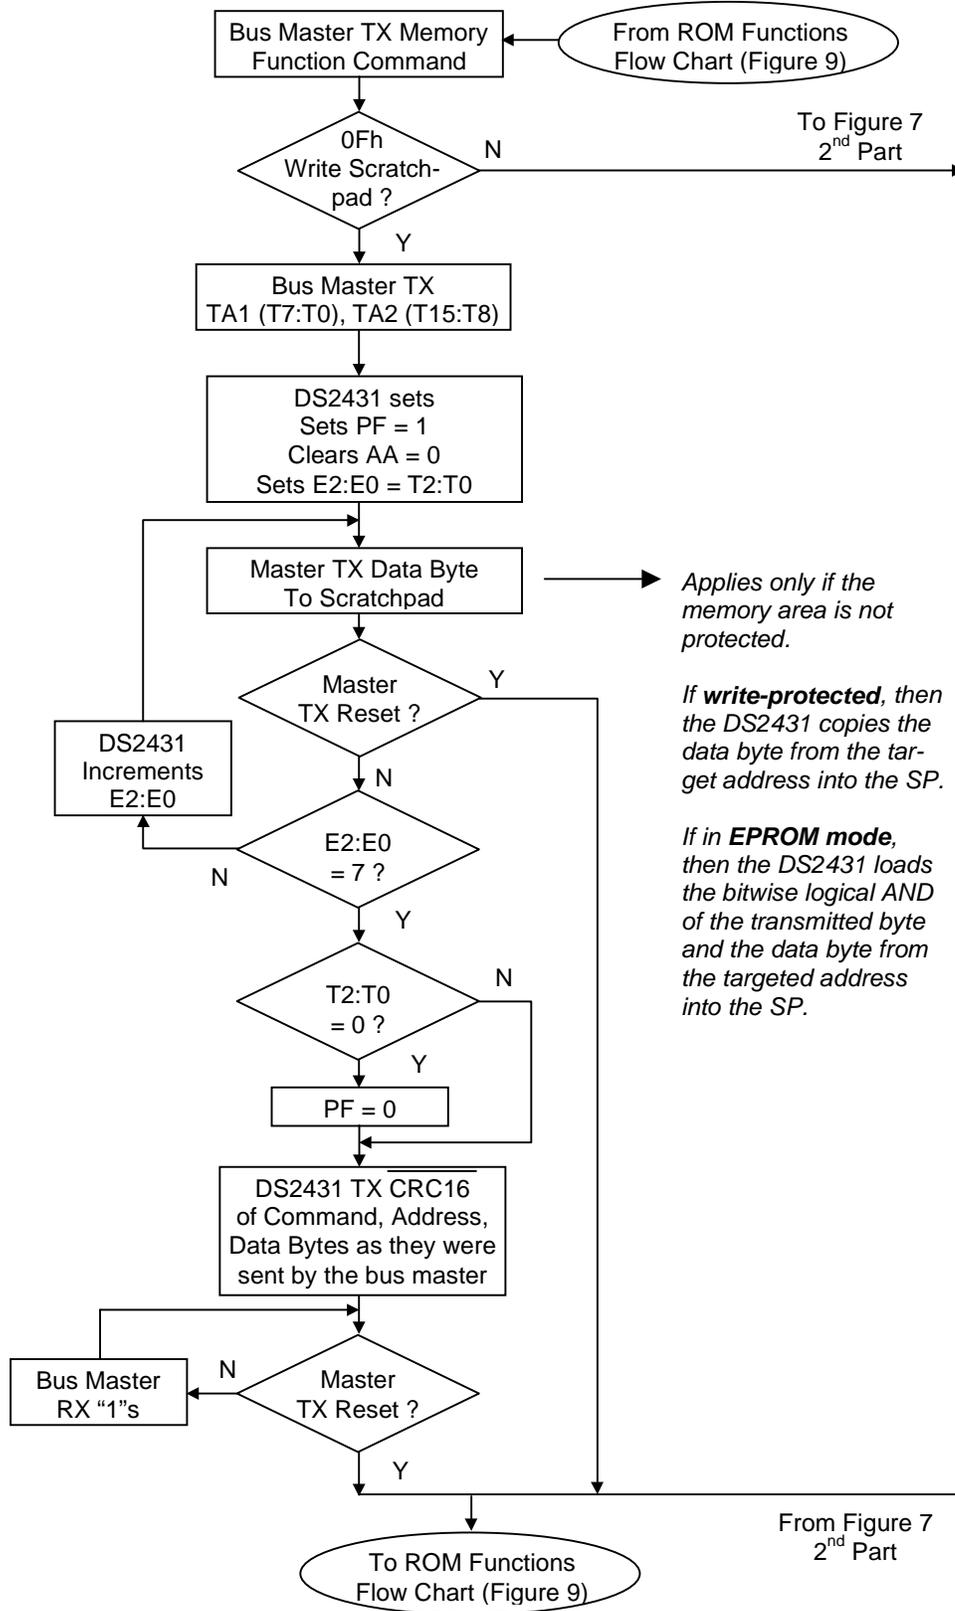 Bus Master TX Memory
Function Command
From ROM Functions
Flow Chart (Figure 9)
0Fh
Write Scratch-
pad ?
N
To Figure 7
2nd Part
Y
Bus Master TX
TA1 (T7:T0), TA2 (T15:T8)
DS2431 sets
Sets PF = 1
Clears AA = 0
Sets E2:E0 = T2:T0
Master TX Data Byte
To Scratchpad
Applies only if the
memory area is not
protected.
If write-protected, then
the DS2431 copies the
data byte from the tar-
get address into the SP.
If in EPROM mode,
then the DS2431 loads
the bitwise logical AND
of the transmitted byte
and the data byte from
the targeted address
into the SP.
Master
TX Reset ?
Y
N
DS2431
Increments
E2:E0
E2:E0
= 7 ?
N
Y
T2:T0
= 0 ?
N
Y
PF = 0
DS2431 TX CRC16
of Command, Address,
Data Bytes as they were
sent by the bus master
Master
TX Reset ?
N
Bus Master
RX “1”s
Y
From Figure 7
2nd Part
To ROM Functions
Flow Chart (Figure 9)